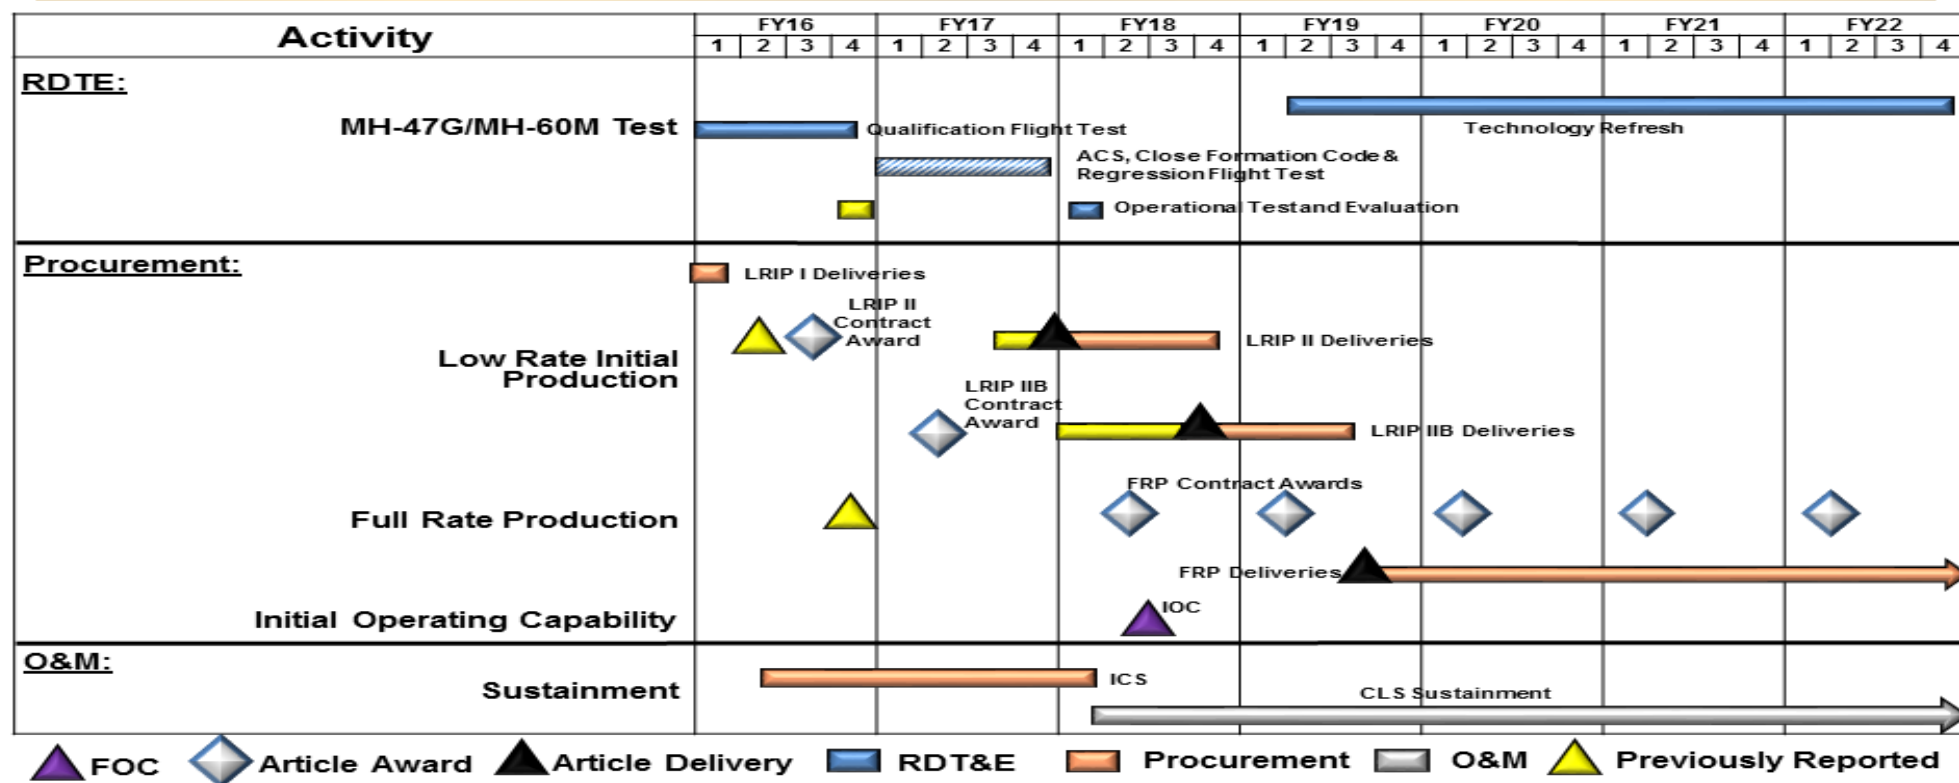 Activity
FY16 FY17 FY18 FY19 FY20 FY21 FY22
1 2 3 4 1 2 3 4 1 2 3 4 1 2 3 4 1 2 3 4 1 2 3 4 1 2 3 4
RDTE:
MH-47G/MH-60M Test
Qualification Flight Test
Technology Refresh
ACS, Close Formation Code &
Regression Flight Test
Operational Testand Evaluation
Procurement:
LRIP I Deliveries
LRIP II
Contract
Award
Low Rate Initial
Production
LRIP II Deliveries
LRIP IIB
Contract
Award
LRIP IIB Deliveries
FRP Contract Awards
Full Rate Production
FRP Deliveries
Initial Operating Capability
IOC
O&M:
Sustainment
ICS
CLS Sustainment
FOC Article Award Article Delivery RDT&E Procurement O&M Previously Reported